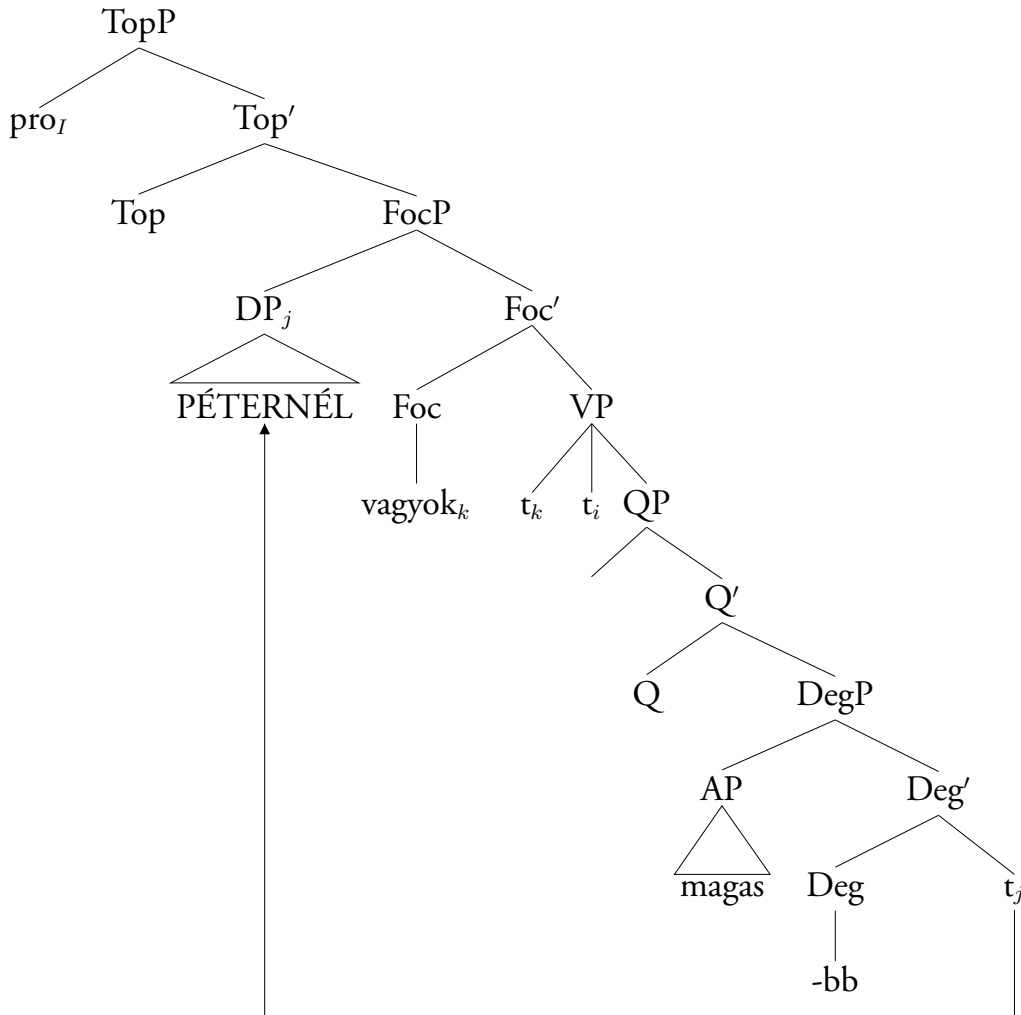 TopP
pro_I Top′
Top FocP
DP_j Foc′
PÉTERNÉL Foc VP
vagyok_k t_k t_i QP
Q′
Q DegP
AP Deg′
magas Deg t_j
-bb